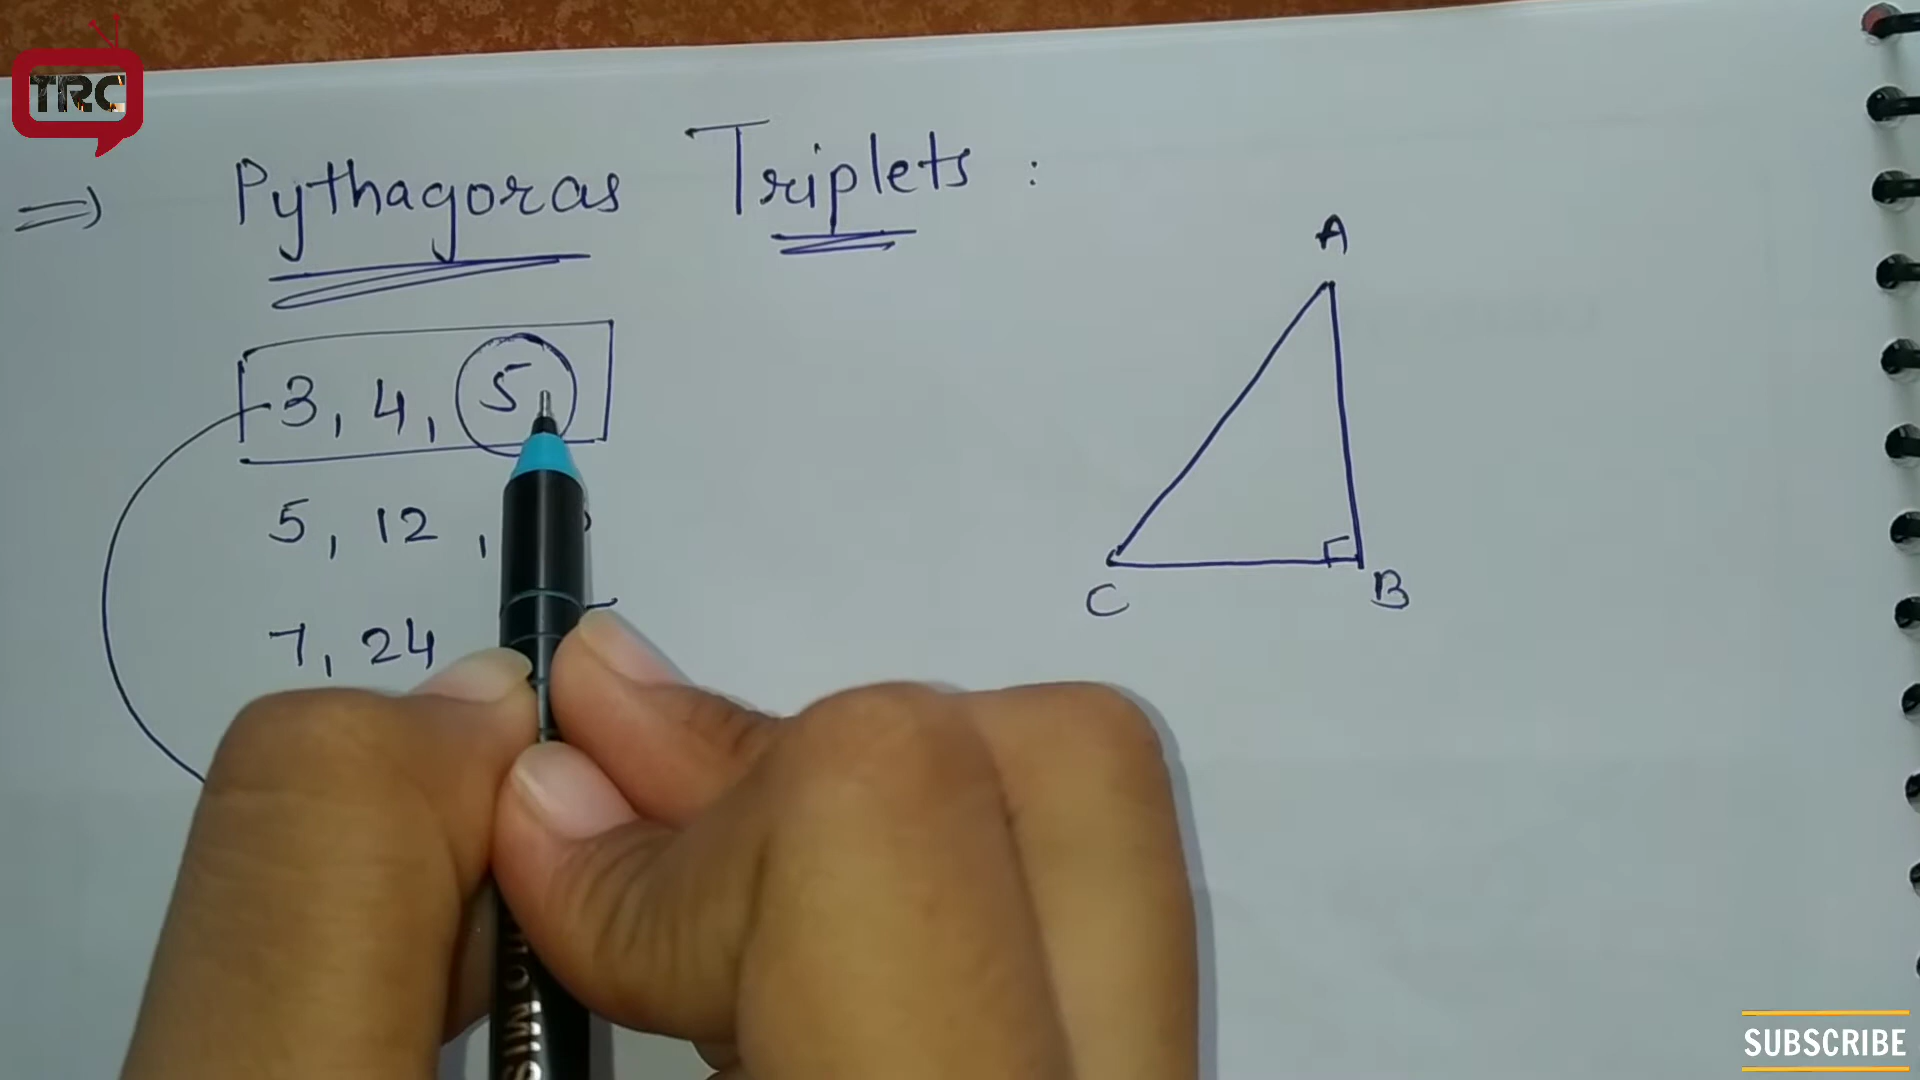 TRC
⇒ Pythagoras Triplets :
3, 4, 5
5, 12,
7, 24
A
C
B
SUBSCRIBE